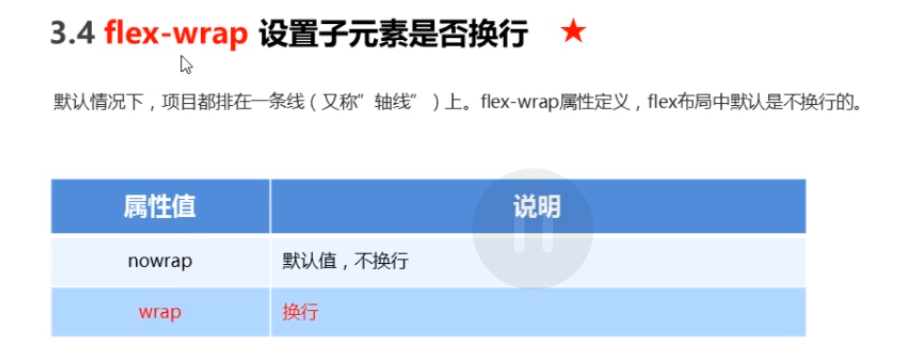 3.4 flex-wrap 设置子元素是否换行 ★
默认情况下，项目都排在一条线（又称”轴线”）上。flex-wrap属性定义，flex布局中默认是不换行的。
属性值 说明
nowrap 默认值，不换行
wrap 换行